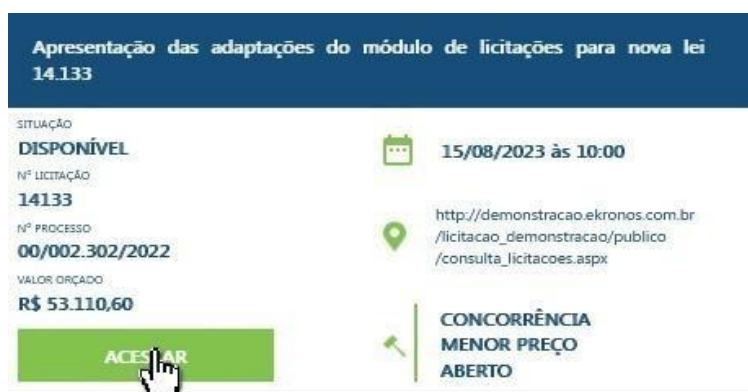 Apresentação das adaptações do módulo de licitações para nova lei
14.133
SITUAÇÃO
DISPONÍVEL
Nº LICITAÇÃO
14133
Nº PROCESSO
00/002.302/2022
VALOR ORÇADO
R$ 53.110,60
15/08/2023 às 10:00
http://demonstracao.ekronos.com.br
/licitacao_demonstracao/publico
/consulta_licitacoes.aspx
CONCORRÊNCIA
MENOR PREÇO
ABERTO